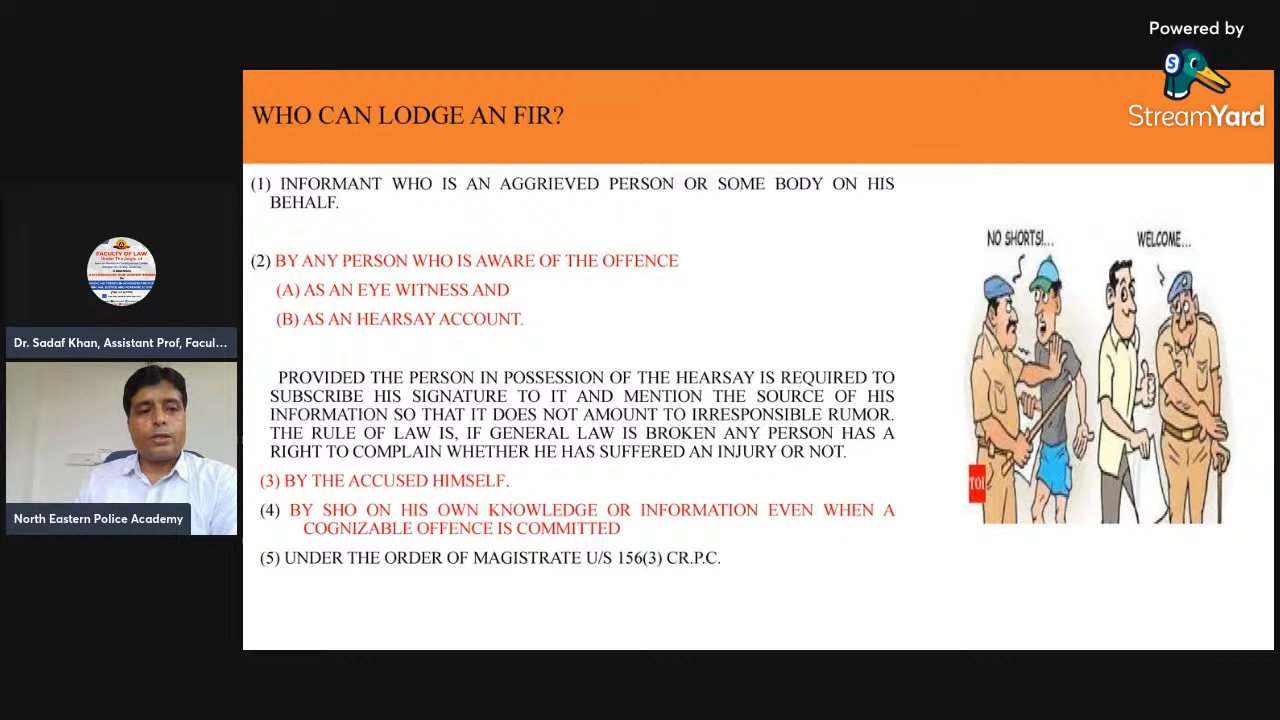 Powered by
StreamYard
WHO CAN LODGE AN FIR?
(1) INFORMANT WHO IS AN AGGRIEVED PERSON OR SOME BODY ON HIS
BEHALF.
(2) BY ANY PERSON WHO IS AWARE OF THE OFFENCE
(A) AS AN EYE WITNESS AND
(B) AS AN HEARSAY ACCOUNT.
PROVIDED THE PERSON IN POSSESSION OF THE HEARSAY IS REQUIRED TO
SUBSCRIBE HIS SIGNATURE TO IT AND MENTION THE SOURCE OF HIS
INFORMATION SO THAT IT DOES NOT AMOUNT TO IRRESPONSIBLE RUMOR.
THE RULE OF LAW IS, IF GENERAL LAW IS BROKEN ANY PERSON HAS A
RIGHT TO COMPLAIN WHETHER HE HAS SUFFERED AN INJURY OR NOT.
(3) BY THE ACCUSED HIMSELF.
(4) BY SHO ON HIS OWN KNOWLEDGE OR INFORMATION EVEN WHEN A
COGNIZABLE OFFENCE IS COMMITTED
(5) UNDER THE ORDER OF MAGISTRATE U/S 156(3) CR.P.C.
NO SHORTS!...
WELCOME...
TOI
FACULTY OF LAW
Dr. Sadaf Khan, Assistant Prof, Facul...
North Eastern Police Academy